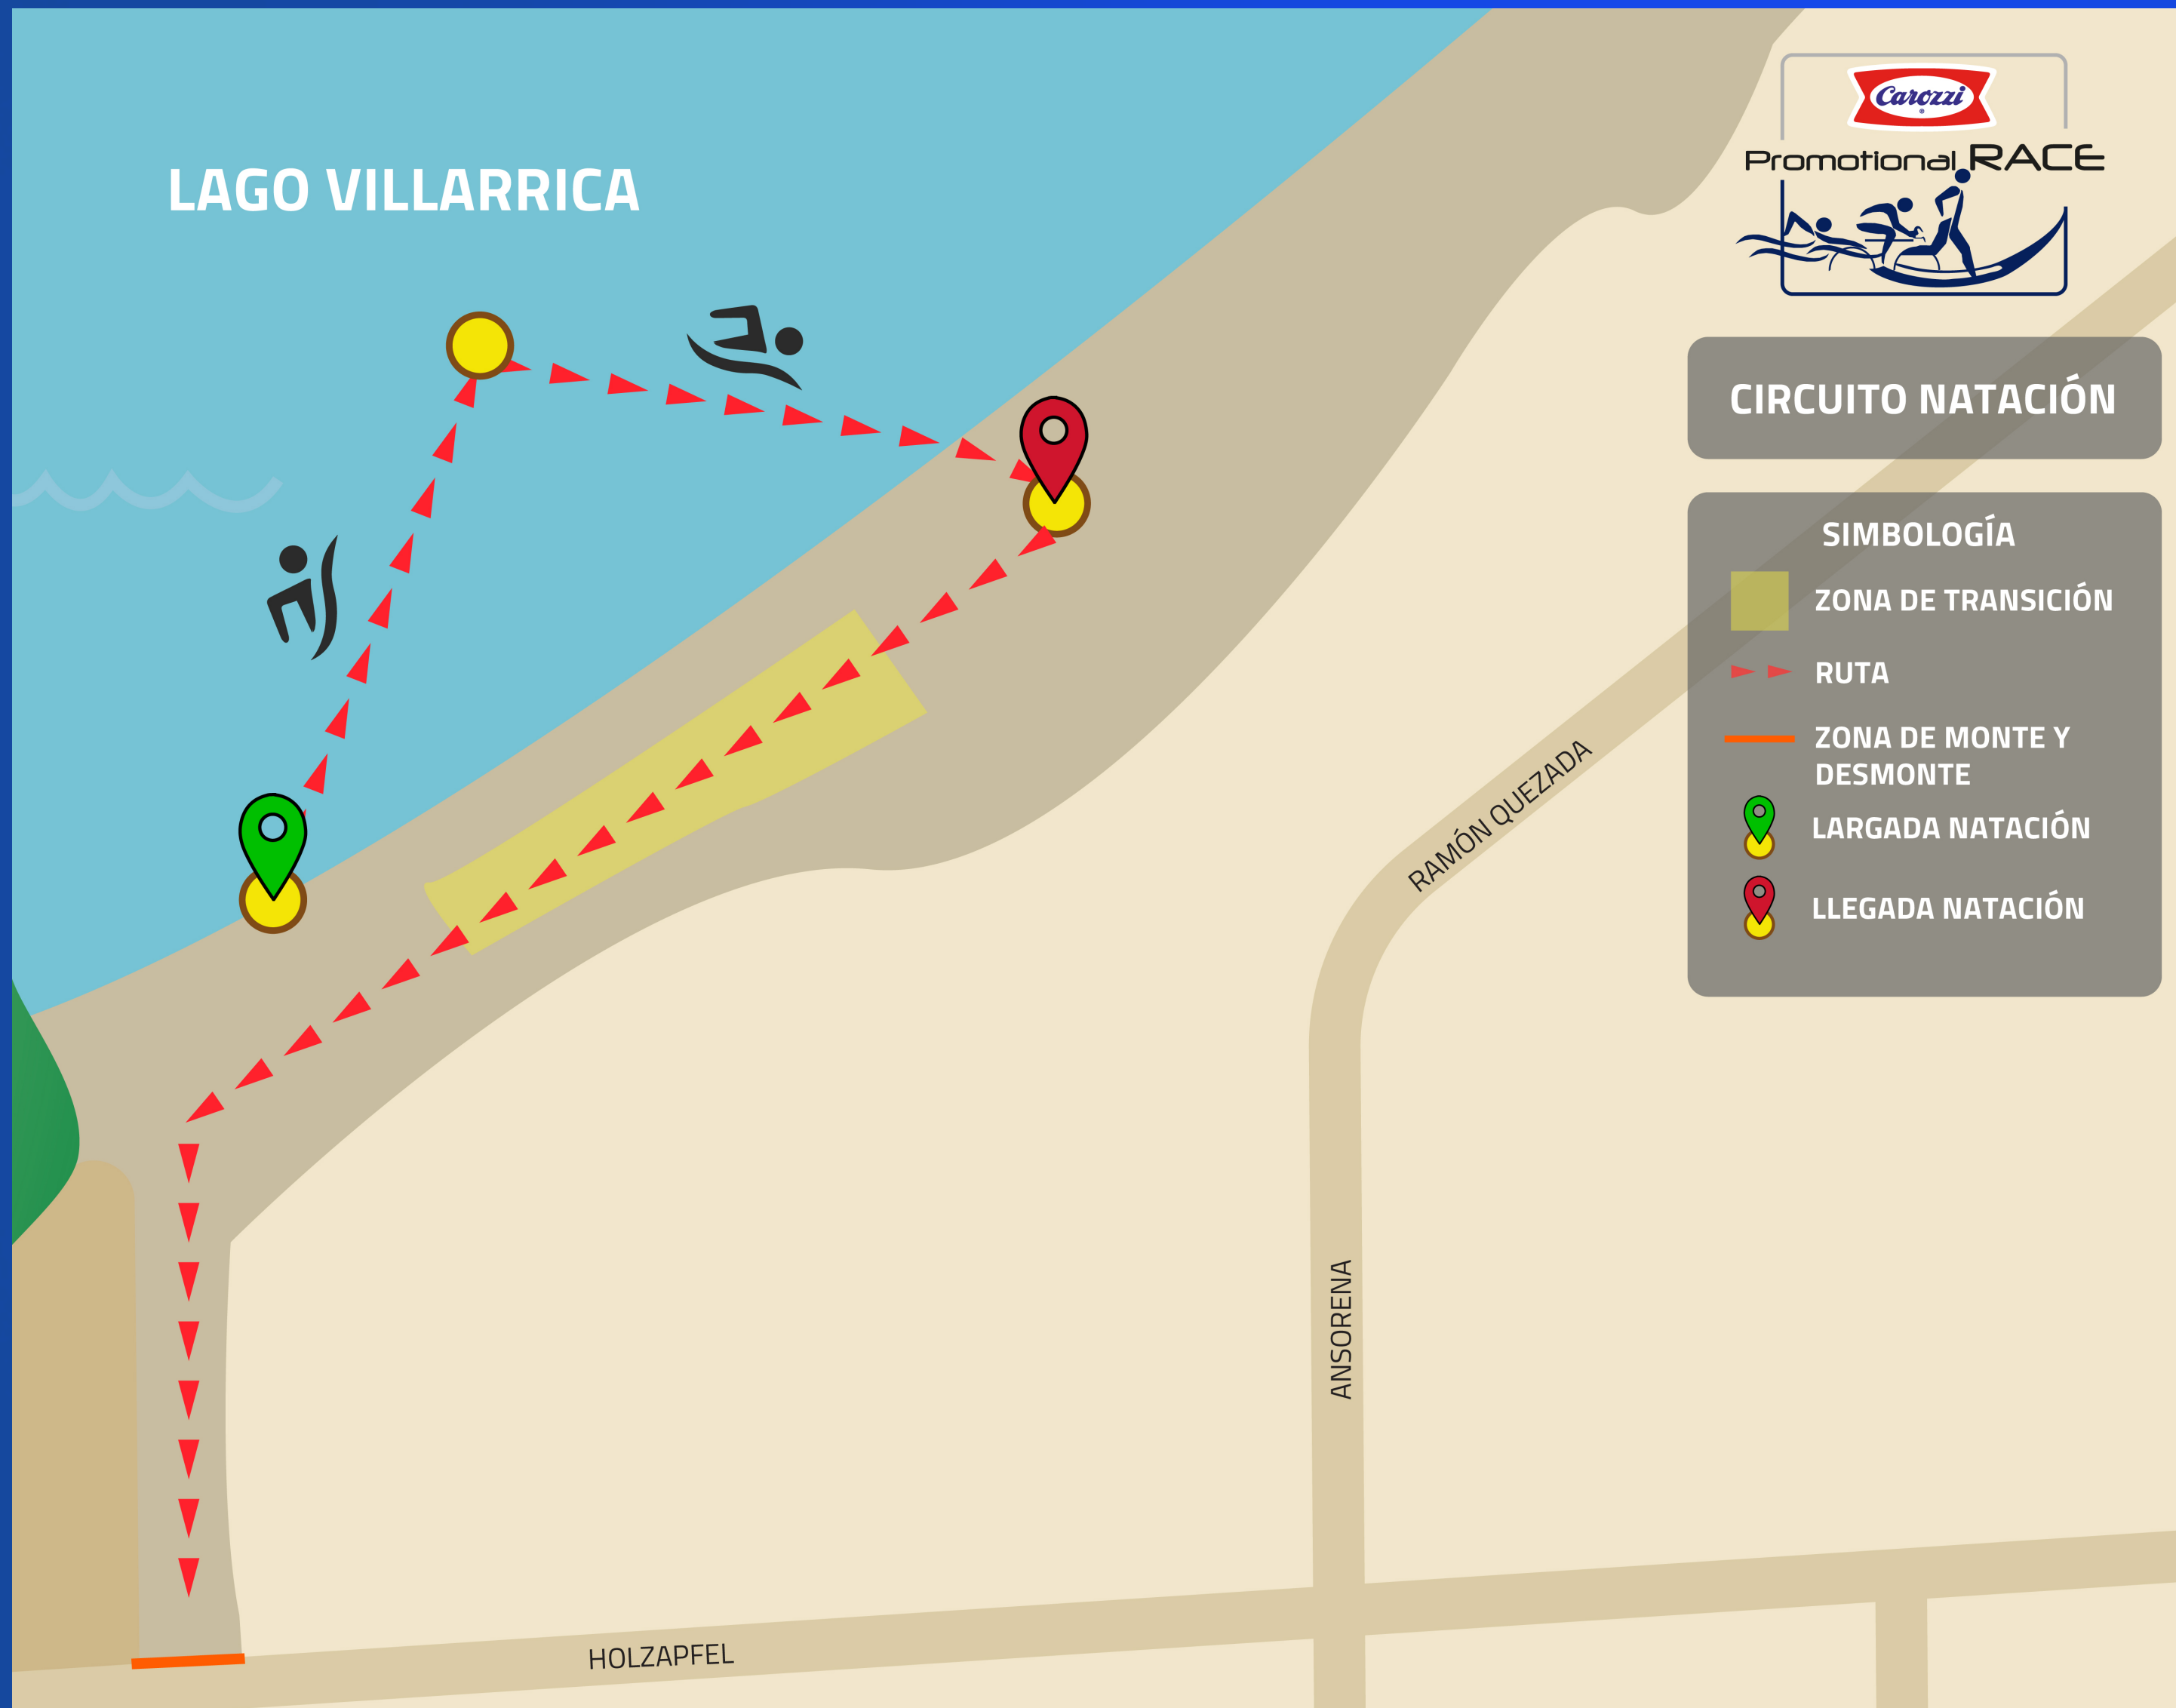 LAGO VILLARRICA
Carozzi
®
Promotional RACE
CIRCUITO NATACIÓN
SIMBOLOGÍA
ZONA DE TRANSICIÓN
RUTA
ZONA DE MONTE Y
DESMONTE
LARGADA NATACIÓN
LLEGADA NATACIÓN
RAMÓN QUEZADA
ANSORENA
HOLZAPFEL